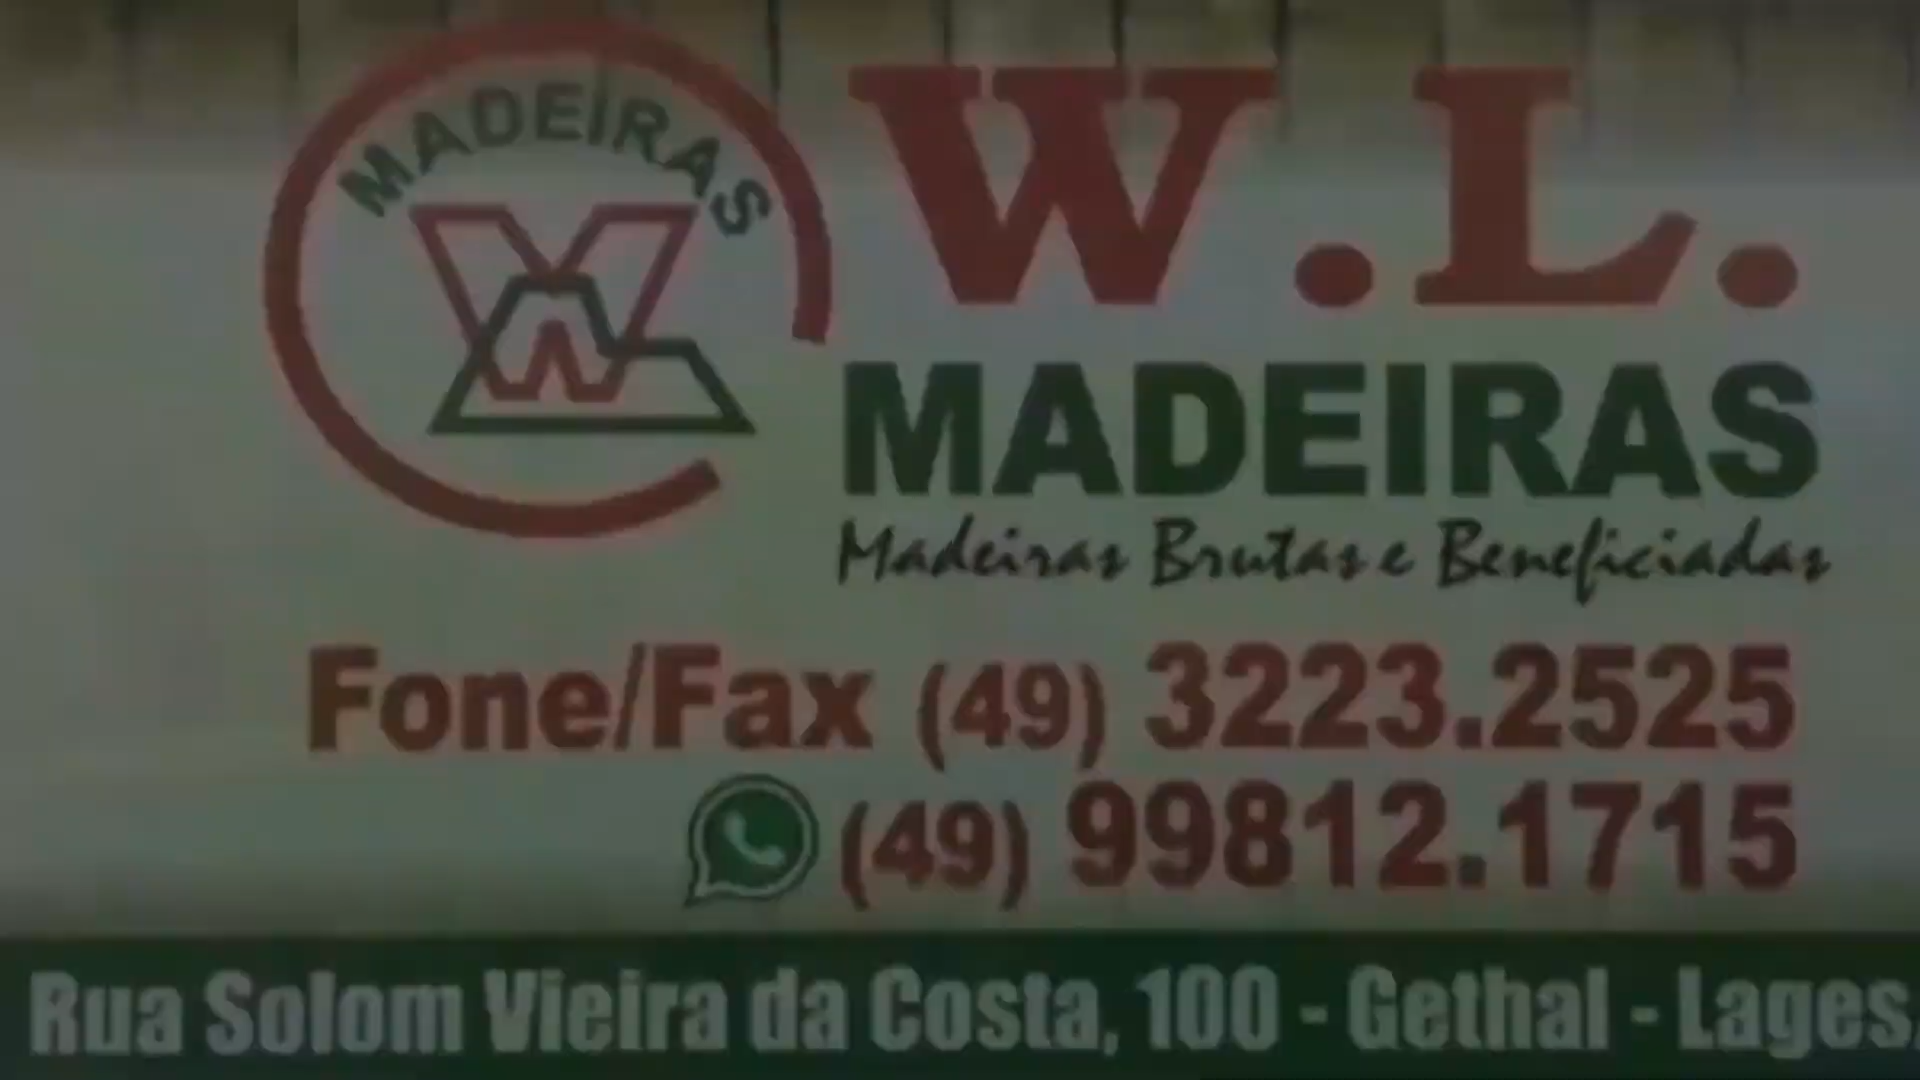 MADEIRAS
WL
W.L.
MADEIRAS
Madeiras Brutas e Beneficiadas
Fone/Fax (49) 3223.2525
(49) 99812.1715
Rua Solom Vieira da Costa, 100 - Gethal - Lages